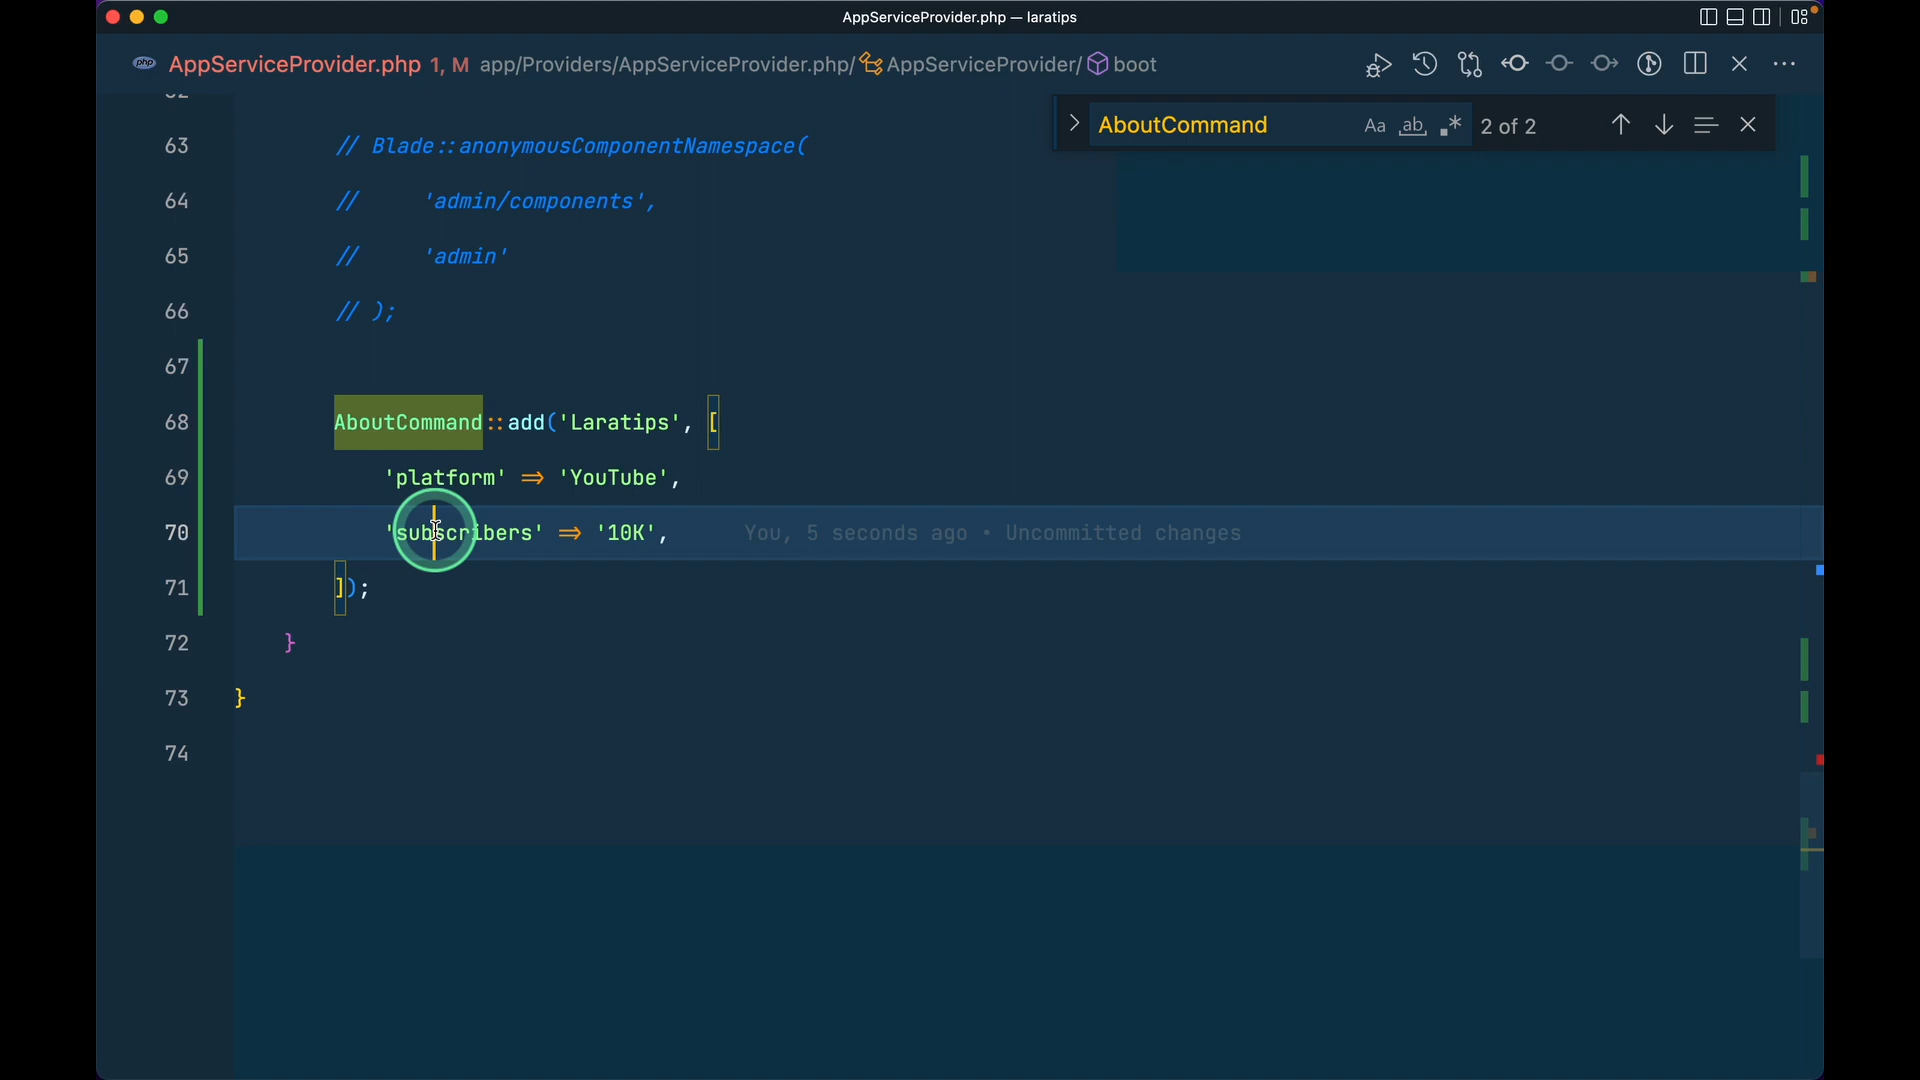 AppServiceProvider.php — laratips
php AppServiceProvider.php 1, M app/Providers/AppServiceProvider.php/ AppServiceProvider/ boot
AboutCommand Aa ab .* 2 of 2
63 // Blade::anonymousComponentNamespace(
64 //     'admin/components',
65 //     'admin'
66 // );
67
68 AboutCommand::add('Laratips', [
69 'platform' => 'YouTube',
70 'subscribers' => '10K', You, 5 seconds ago • Uncommitted changes
71 ]);
72 }
73 }
74